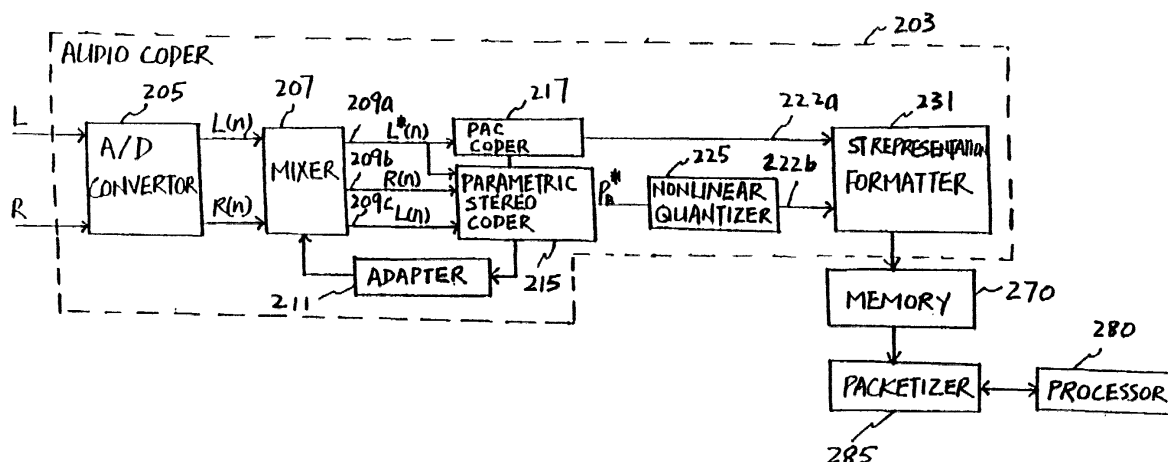 203
AUDIO CODER
205
207
217
222a
231
L
L(n)
209a
L*(n)
PAC
CODER
A/D
CONVERTOR
MIXER
209b
R(n)
PARAMETRIC
STEREO
CODER
225
222b
ST REPRESENTATION
FORMATTER
P_B^*
NONLINEAR
QUANTIZER
R
R(n)
209c
L(n)
ADAPTER
211
215
MEMORY
270
280
PACKETIZER
PROCESSOR
285